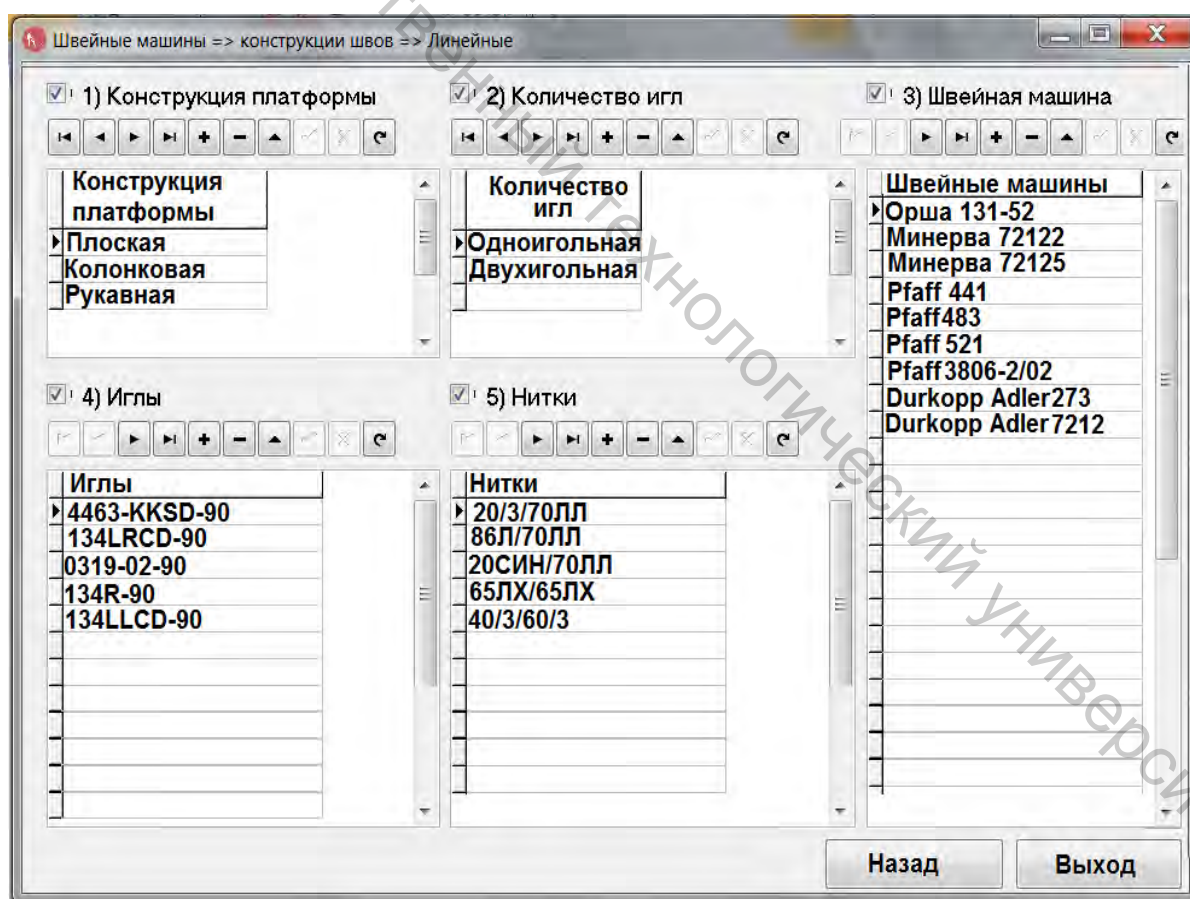 Швейные машины => конструкции швов => Линейные
1) Конструкция платформы
Конструкция
платформы
Плоская
Колонковая
Рукавная
2) Количество игл
Количество
игл
Одноигольная
Двухигольная
3) Швейная машина
Швейные машины
Орша 131-52
Минерва 72122
Минерва 72125
Pfaff 441
Pfaff483
Pfaff 521
Pfaff3806-2/02
Durkopp Adler273
Durkopp Adler7212
4) Иглы
Иглы
4463-KKSD-90
134LRCD-90
0319-02-90
134R-90
134LLCD-90
5) Нитки
Нитки
20/3/70ЛЛ
86Л/70ЛЛ
20СИН/70ЛЛ
65ЛХ/65ЛХ
40/3/60/3
Назад
Выход
твенный технологический универси